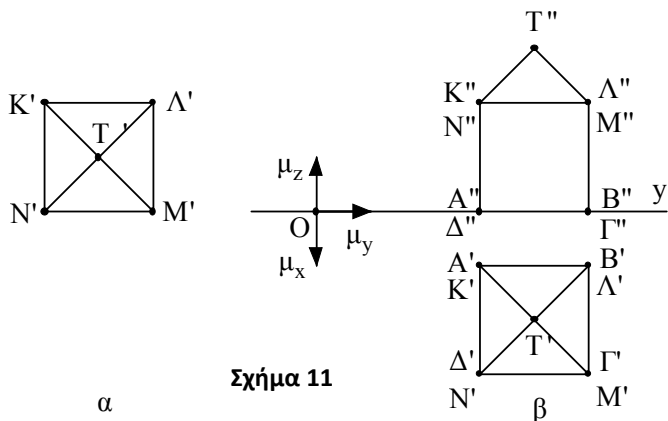 T"
K' Λ' K" Λ"
T ' N" M"
μz
N' M' A" B" y
O μy Δ" Γ"
μx A' B'
K' Λ'
T '
Σχήμα 11 Δ' Γ'
α N' β M'